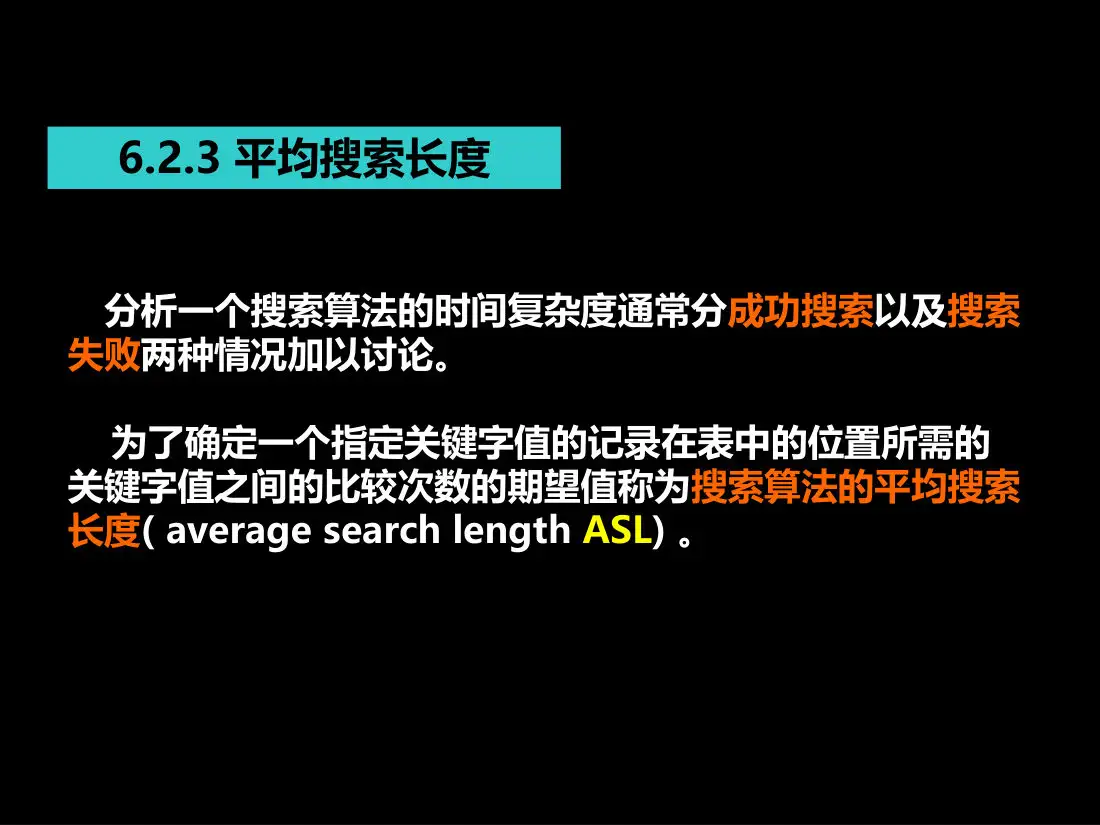 6.2.3 平均搜索长度
分析一个搜索算法的时间复杂度通常分成功搜索以及搜索
失败两种情况加以讨论。
为了确定一个指定关键字值的记录在表中的位置所需的
关键字值之间的比较次数的期望值称为搜索算法的平均搜索
长度( average search length ASL) 。